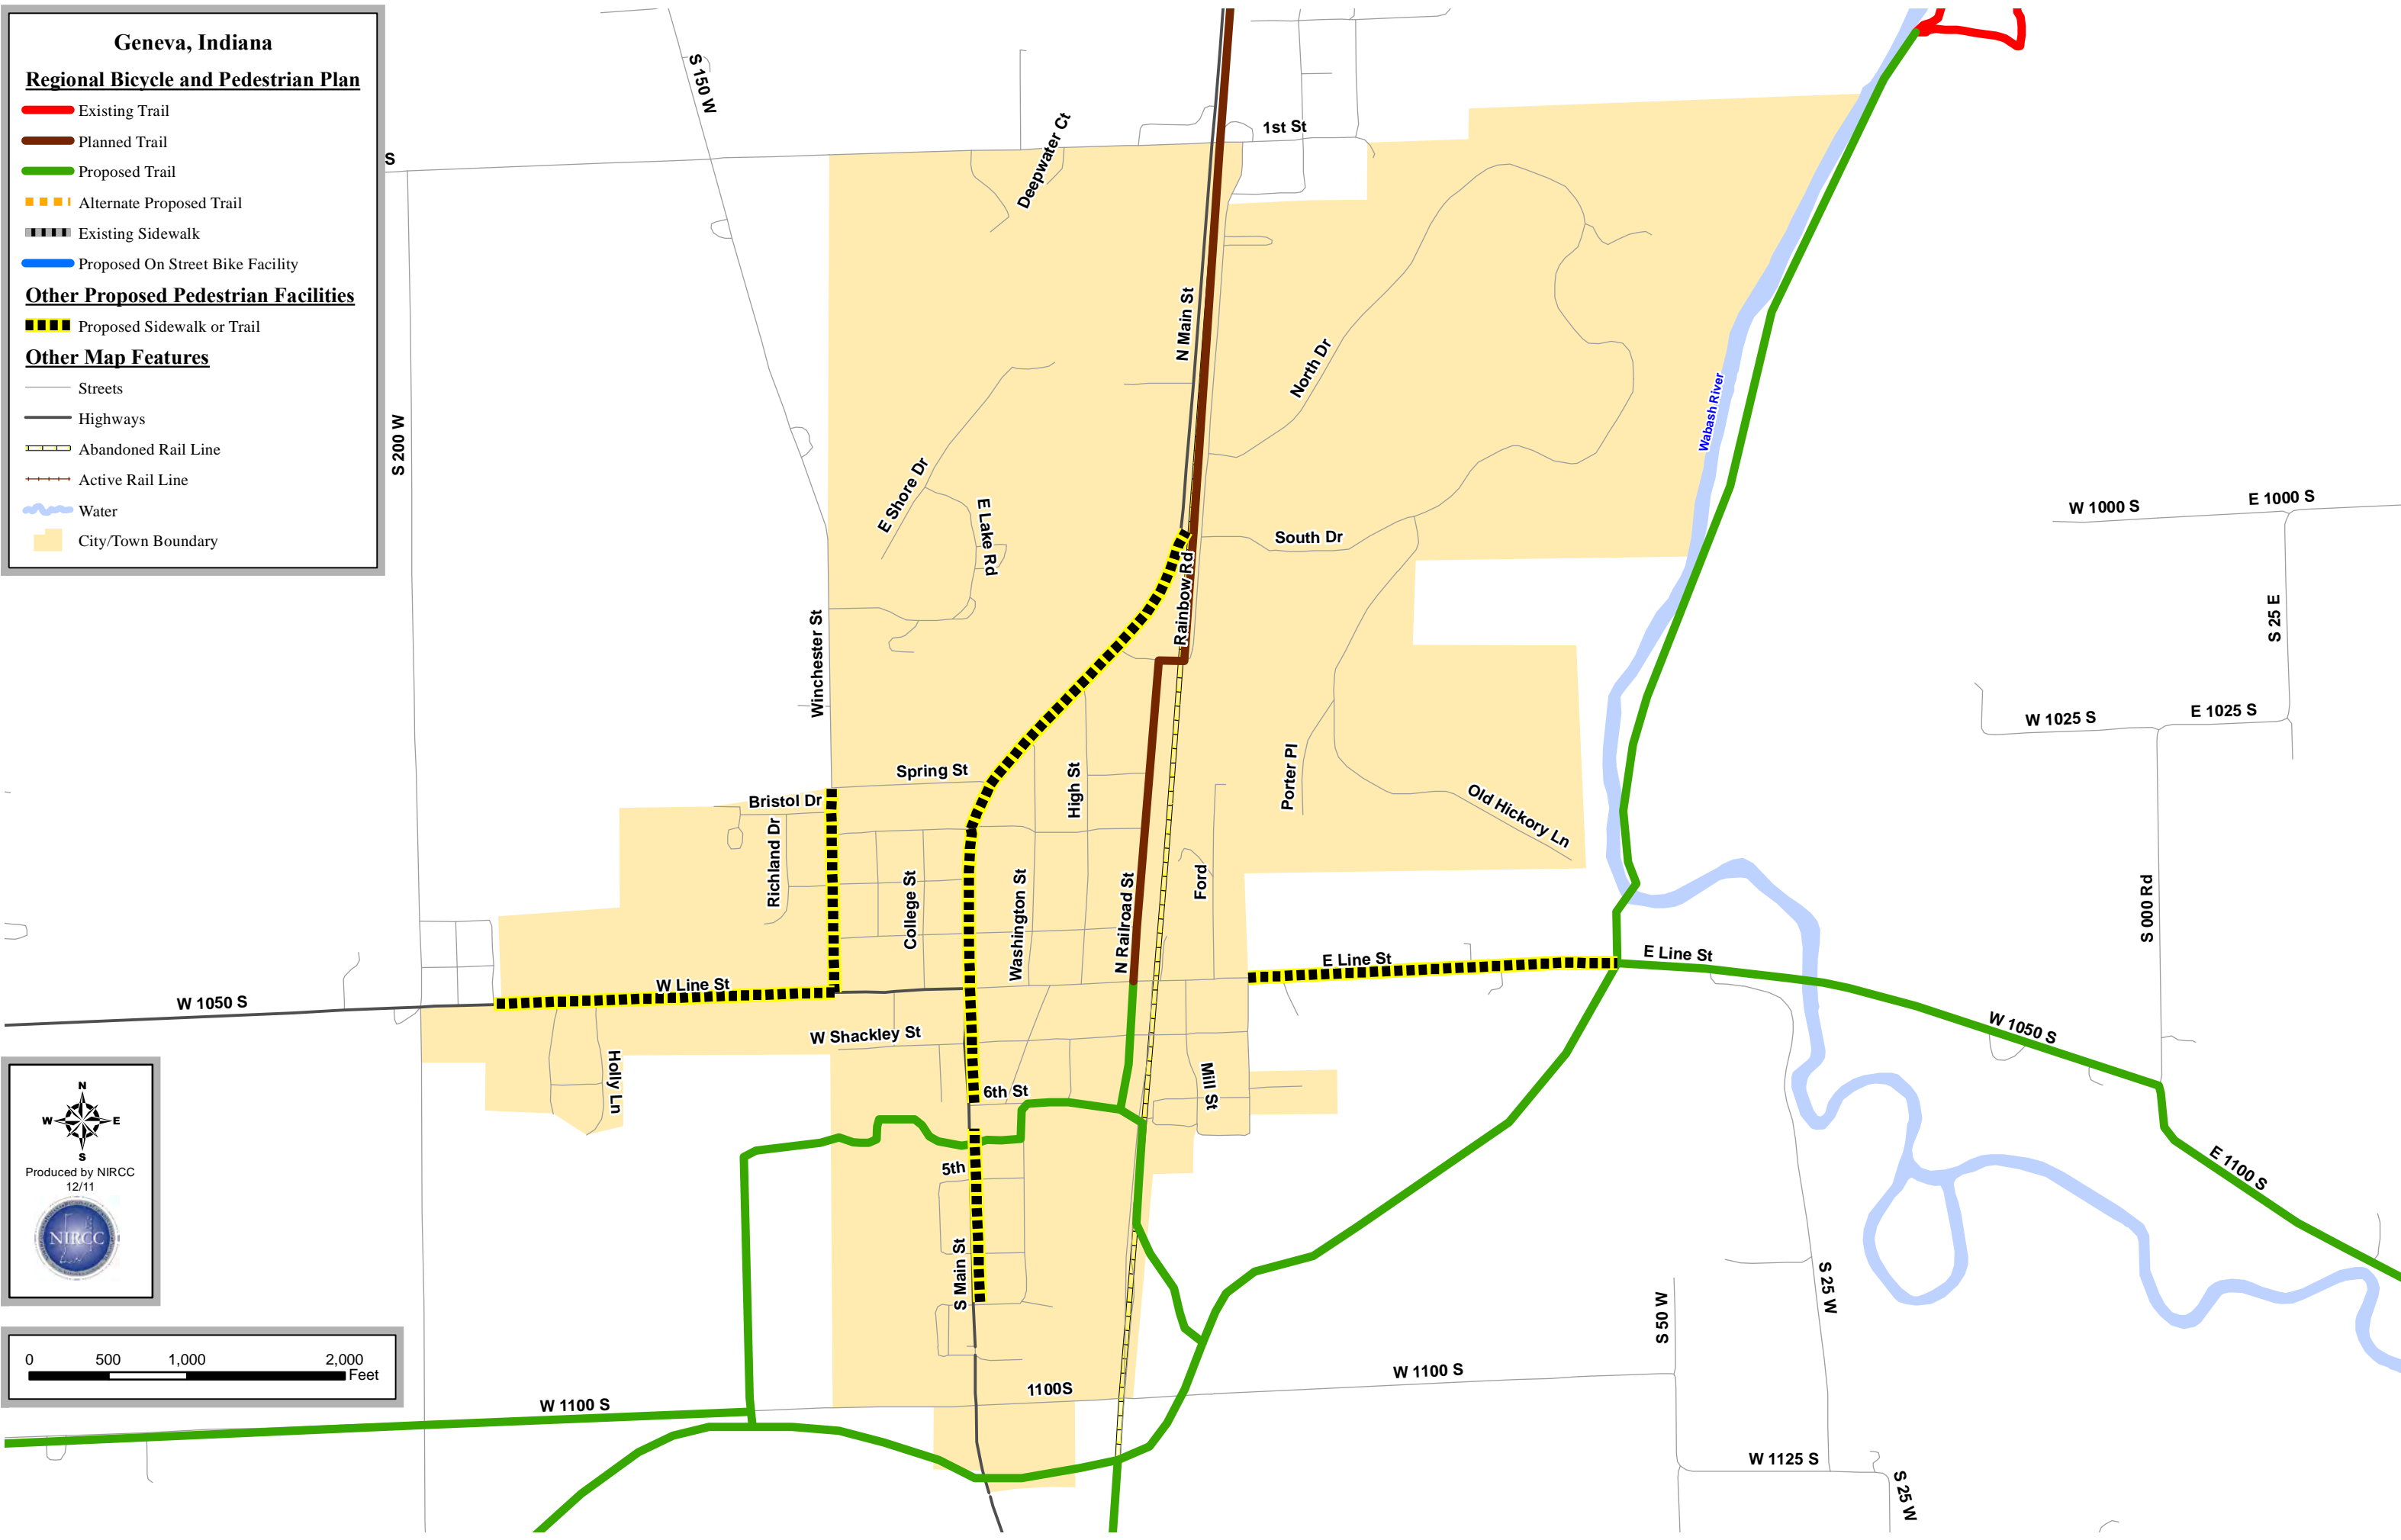 Geneva, Indiana
Regional Bicycle and Pedestrian Plan
Existing Trail
Planned Trail
Proposed Trail
Alternate Proposed Trail
Existing Sidewalk
Proposed On Street Bike Facility
Other Proposed Pedestrian Facilities
Proposed Sidewalk or Trail
Other Map Features
Streets
Highways
Abandoned Rail Line
Active Rail Line
Water
City/Town Boundary
S
S 150 W
Deepwater Ct
1st St
S 200 W
N Main St
North Dr
Wabash River
E Shore Dr
E Lake Rd
South Dr
Rainbow Rd
W 1000 S
E 1000 S
S 25 E
Winchester St
W 1025 S
E 1025 S
Spring St
Bristol Dr
High St
Porter Pl
Old Hickory Ln
Richland Dr
College St
Washington St
N Railroad St
Ford
S 000 Rd
E Line St
E Line St
W 1050 S
W Line St
W 1050 S
W Shackley St
Holly Ln
6th St
Mill St
5th
E 1100 S
S Main St
S 50 W
S 25 W
1100S
W 1100 S
W 1100 S
W 1125 S
S 25 W
N
W
E
S
Produced by NIRCC
12/11
NIRCC
0
500
1,000
2,000
Feet